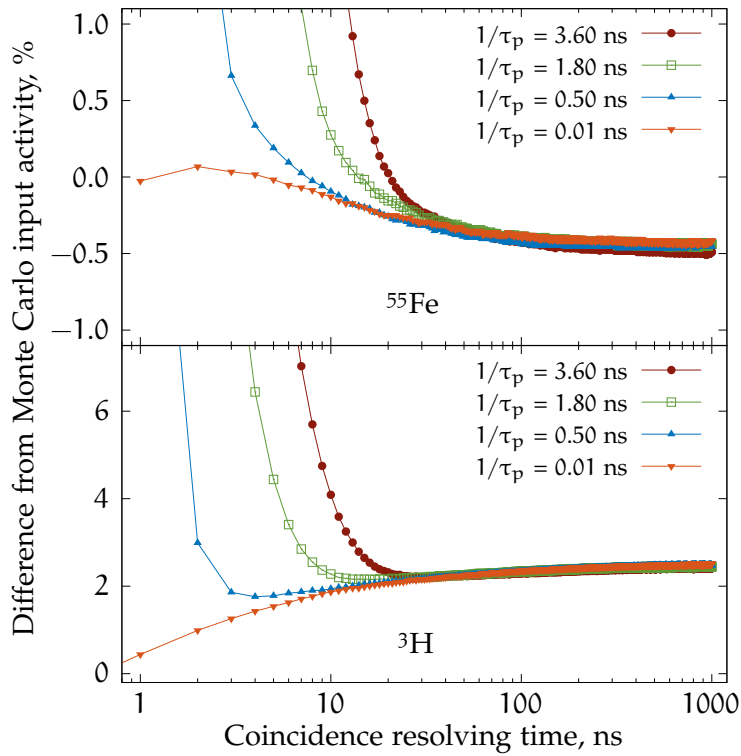 Difference from Monte Carlo input activity, %
1.0
0.5
0.0
−0.5
−1.0
1/τp = 3.60 ns
1/τp = 1.80 ns
1/τp = 0.50 ns
1/τp = 0.01 ns
⁵⁵Fe
6
4
2
0
1/τp = 3.60 ns
1/τp = 1.80 ns
1/τp = 0.50 ns
1/τp = 0.01 ns
³H
1 10 100 1000
Coincidence resolving time, ns